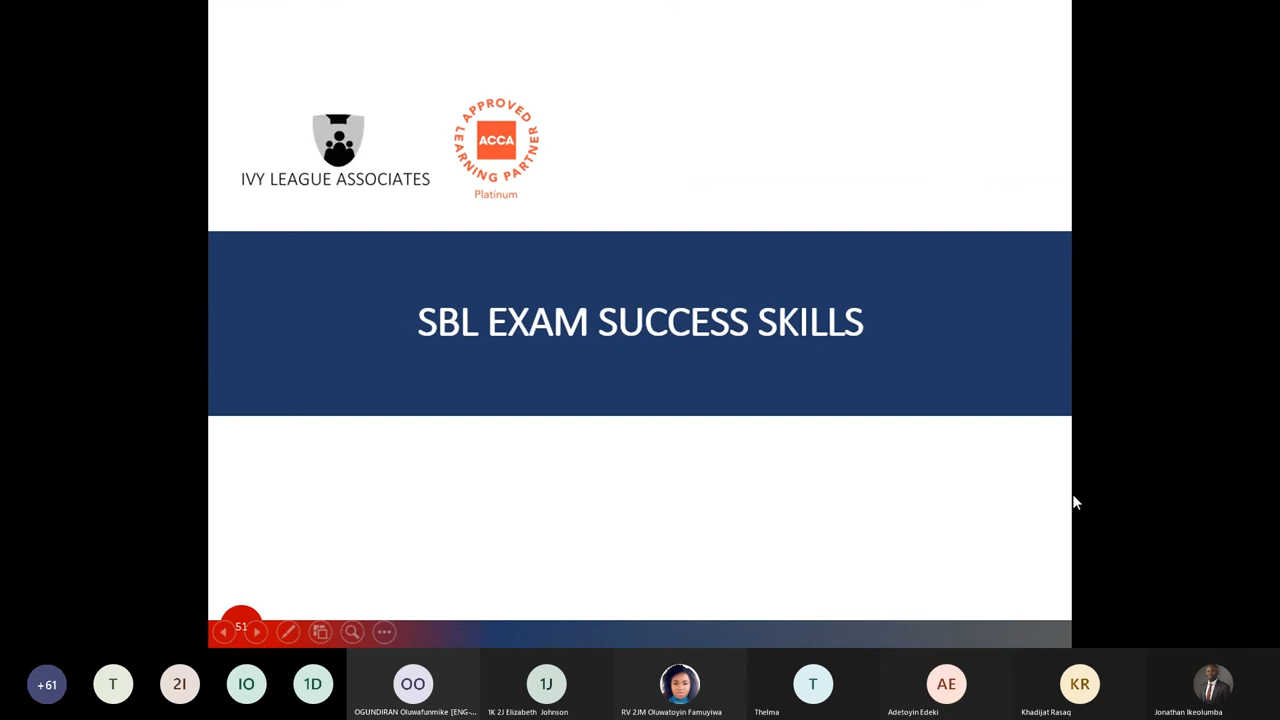 APPROVED
LEARNING PARTNER
ACCA
Platinum
IVY LEAGUE ASSOCIATES
SBL EXAM SUCCESS SKILLS
51
+61
T
2I
IO
1D
OO
1J
T
AE
KR
OGUNDIRAN Oluwafunmike [ENG-...
1K 2J Elizabeth Johnson
RV 2JM Oluwatoyin Famuyiwa
Thelma
Adetoyin Edeki
Khadijat Rasaq
Jonathan Ikeolumba